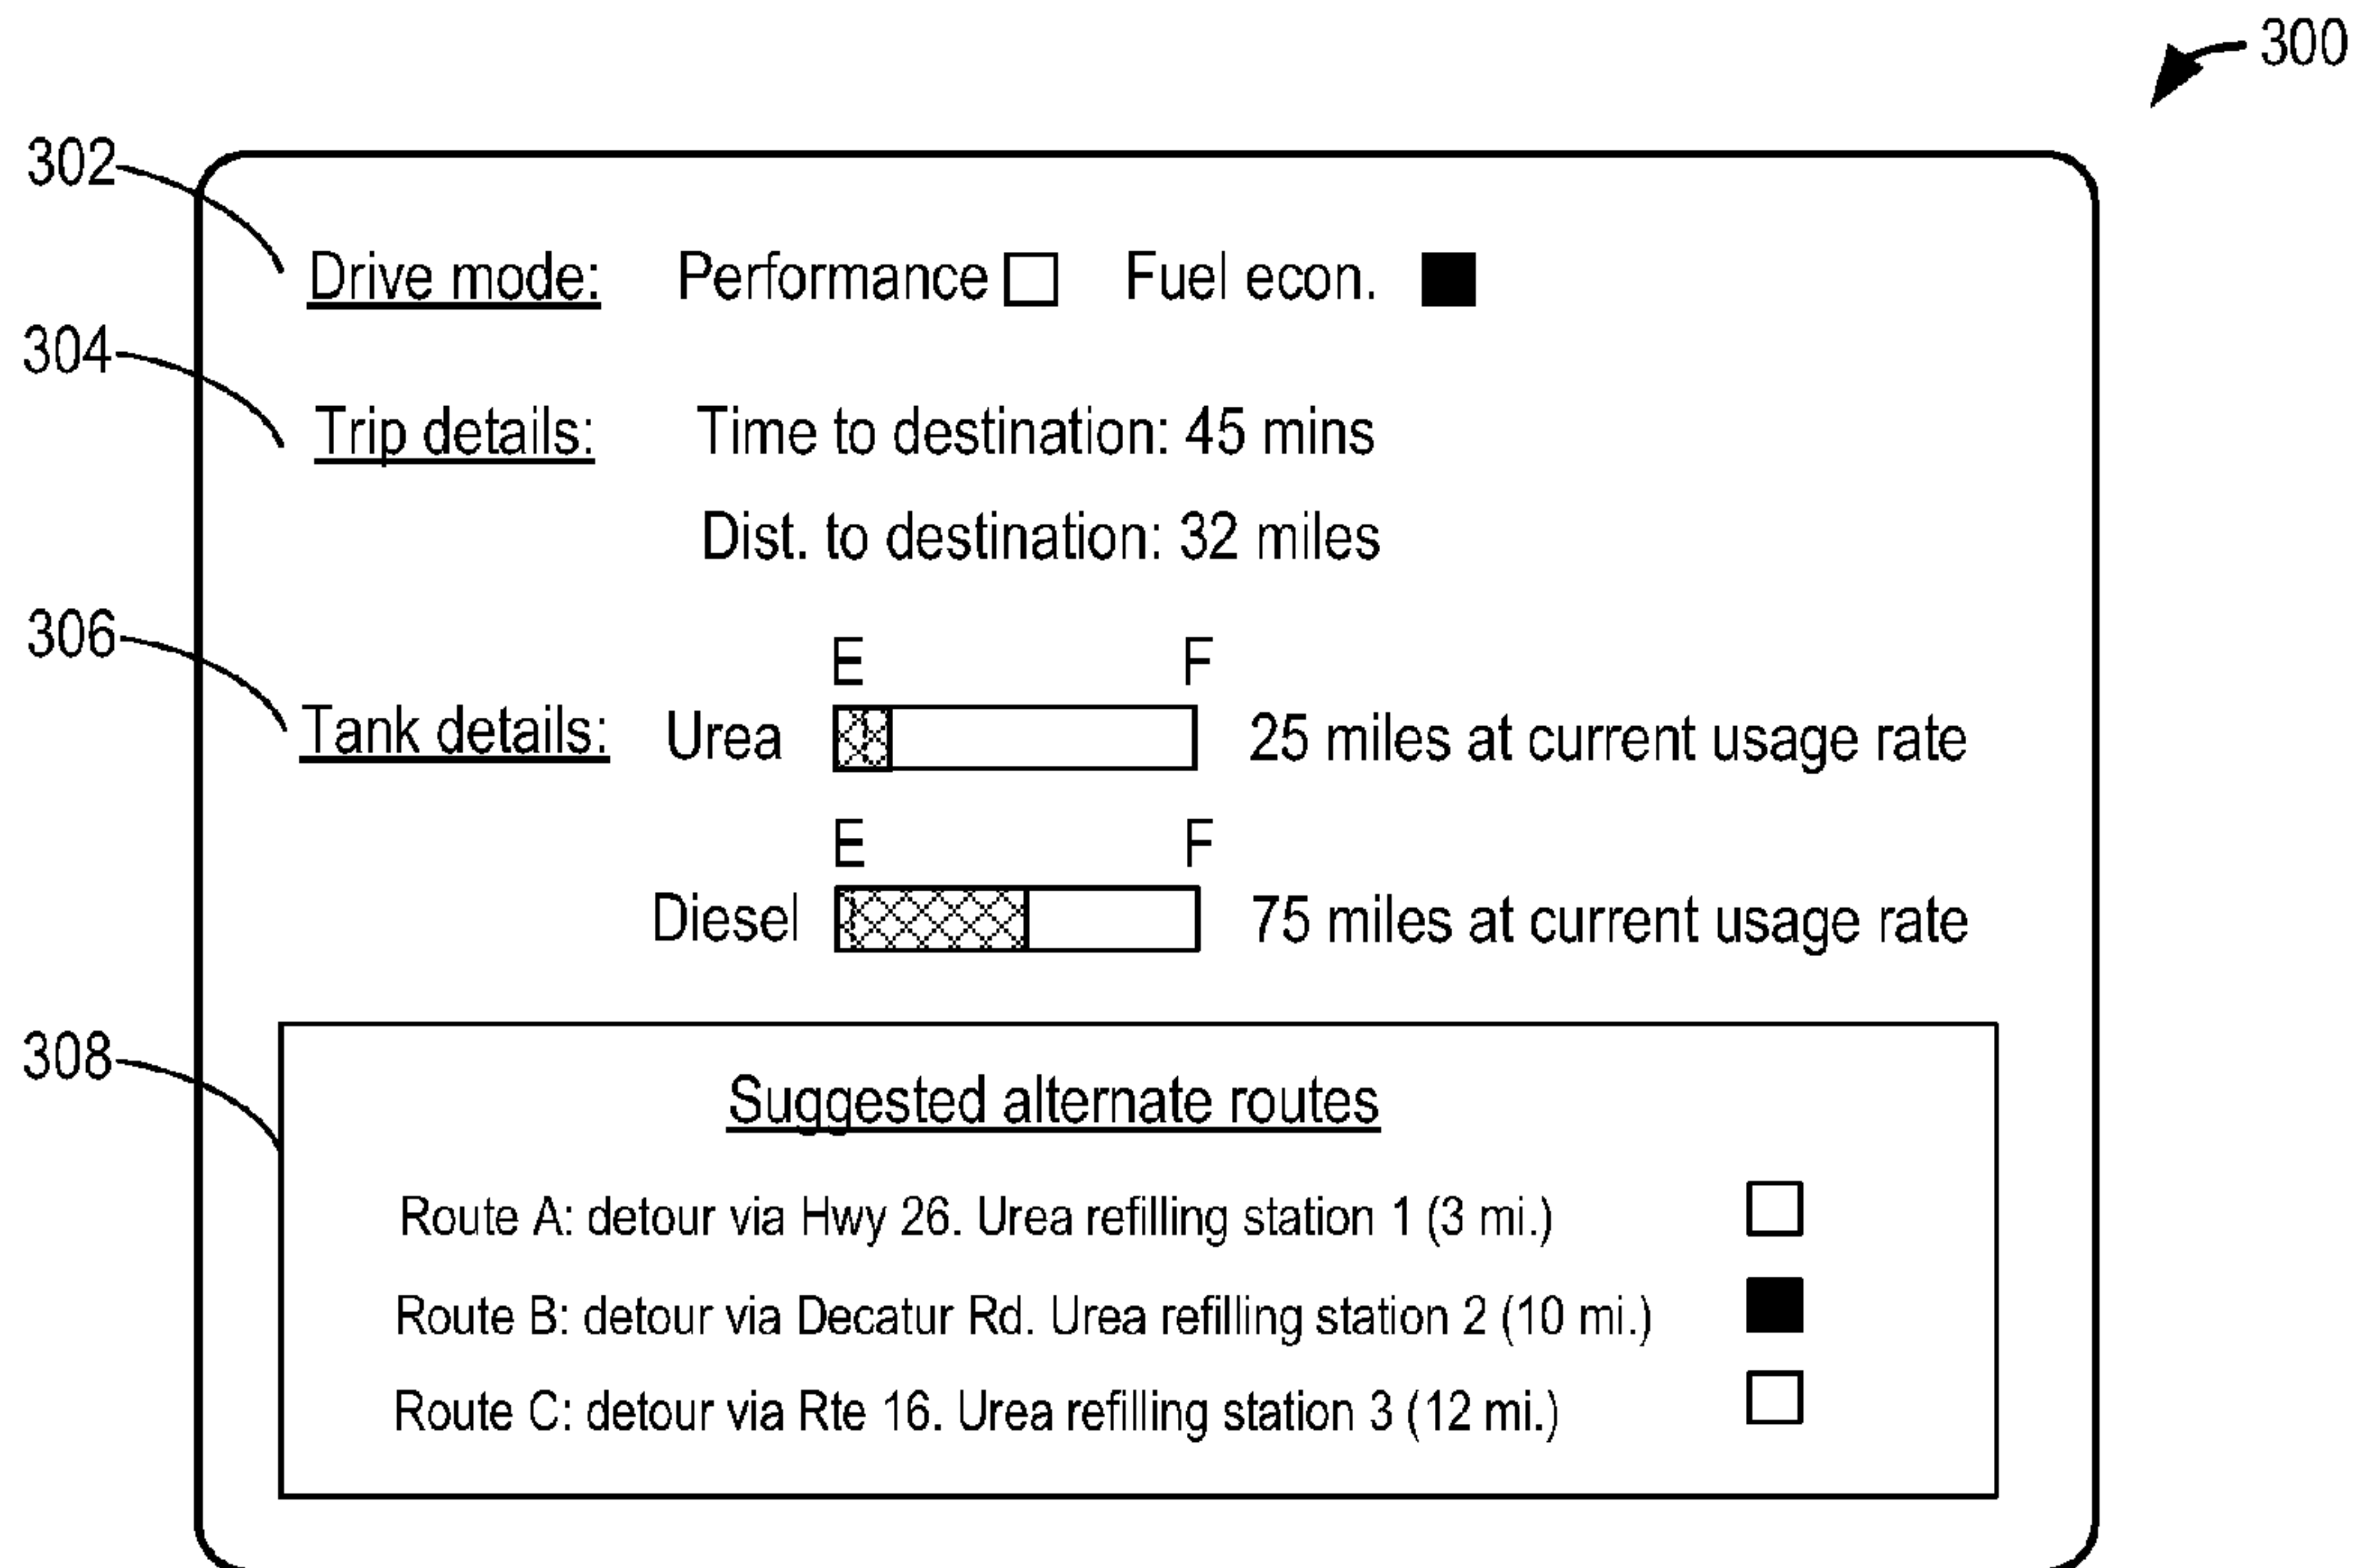 300
302
Drive mode: Performance Fuel econ.
304
Trip details: Time to destination: 45 mins
Dist. to destination: 32 miles
306
E F
Tank details: Urea 25 miles at current usage rate
E F
Diesel 75 miles at current usage rate
308
Suggested alternate routes
Route A: detour via Hwy 26. Urea refilling station 1 (3 mi.)
Route B: detour via Decatur Rd. Urea refilling station 2 (10 mi.)
Route C: detour via Rte 16. Urea refilling station 3 (12 mi.)